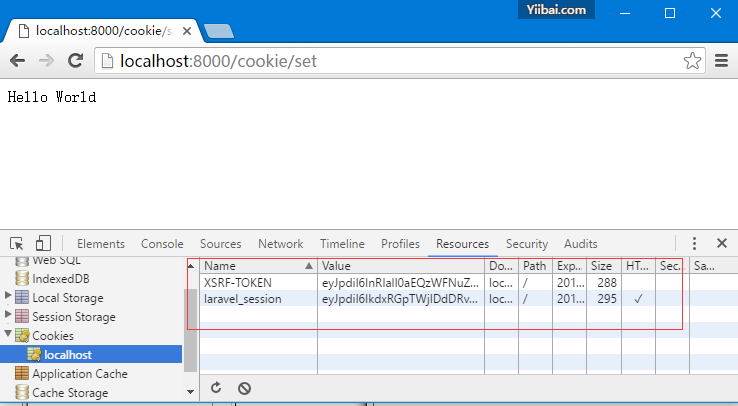 Yiibai.com
localhost:8000/cookie/s
localhost:8000/cookie/set
Hello World
Elements Console Sources Network Timeline Profiles Resources Security Audits
Web SQL
IndexedDB
Local Storage
Session Storage
Cookies
localhost
Application Cache
Cache Storage
Name Value Do... Path Exp... Size HT... Sec... Sa...
XSRF-TOKEN eyJpdiI6InRlaII0aEQzWFNuZ... loc... / 201... 288
laravel_session eyJpdiI6IkdxRGpTWjlDdDRv... loc... / 201... 295 ✓